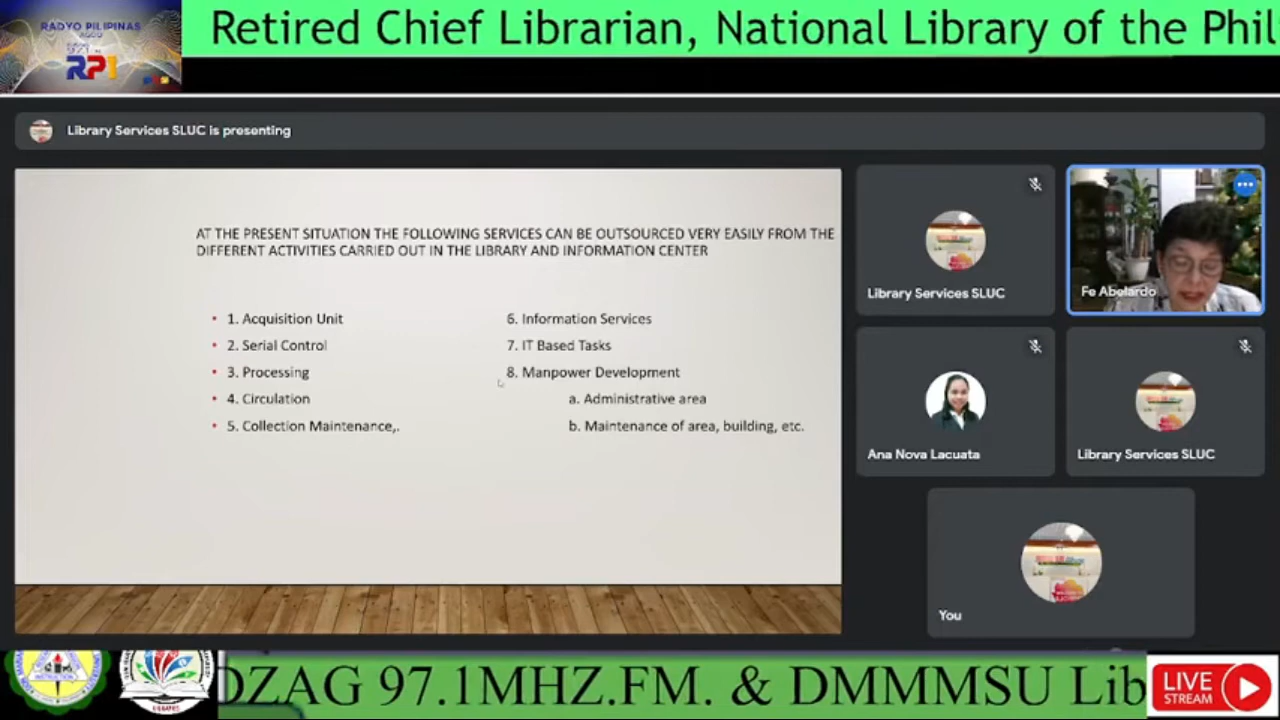 RADYO PILIPINAS
AGOO
RP1
Retired Chief Librarian, National Library of the Phil
Library Services SLUC is presenting
AT THE PRESENT SITUATION THE FOLLOWING SERVICES CAN BE OUTSOURCED VERY EASILY FROM THE
DIFFERENT ACTIVITIES CARRIED OUT IN THE LIBRARY AND INFORMATION CENTER
• 1. Acquisition Unit
• 2. Serial Control
• 3. Processing
• 4. Circulation
• 5. Collection Maintenance,.
6. Information Services
7. IT Based Tasks
8. Manpower Development
a. Administrative area
b. Maintenance of area, building, etc.
Library Services SLUC
Fe Abelardo
Ana Nova Lacuata
Library Services SLUC
You
DZAG 97.1MHZ.FM. & DMMMSU Lib
LIVE
STREAM